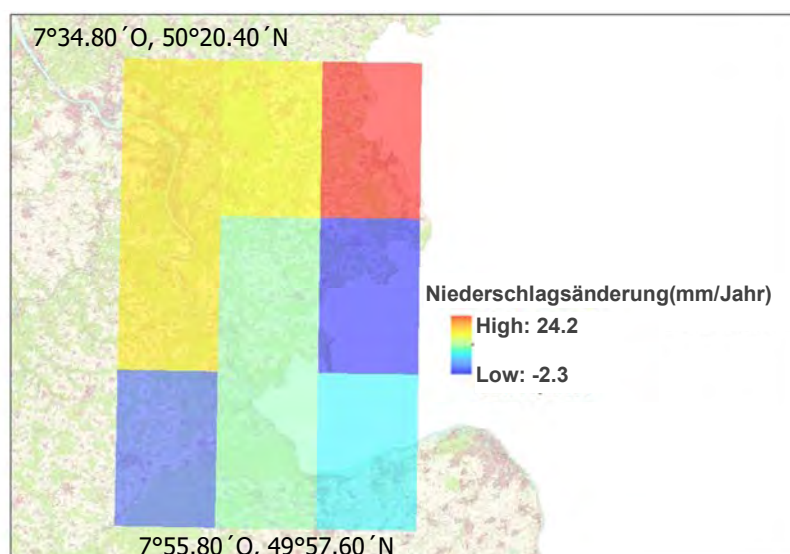 7°34.80´O, 50°20.40´N
Niederschlagsänderung(mm/Jahr)
High: 24.2
Low: -2.3
7°55.80´O, 49°57.60´N